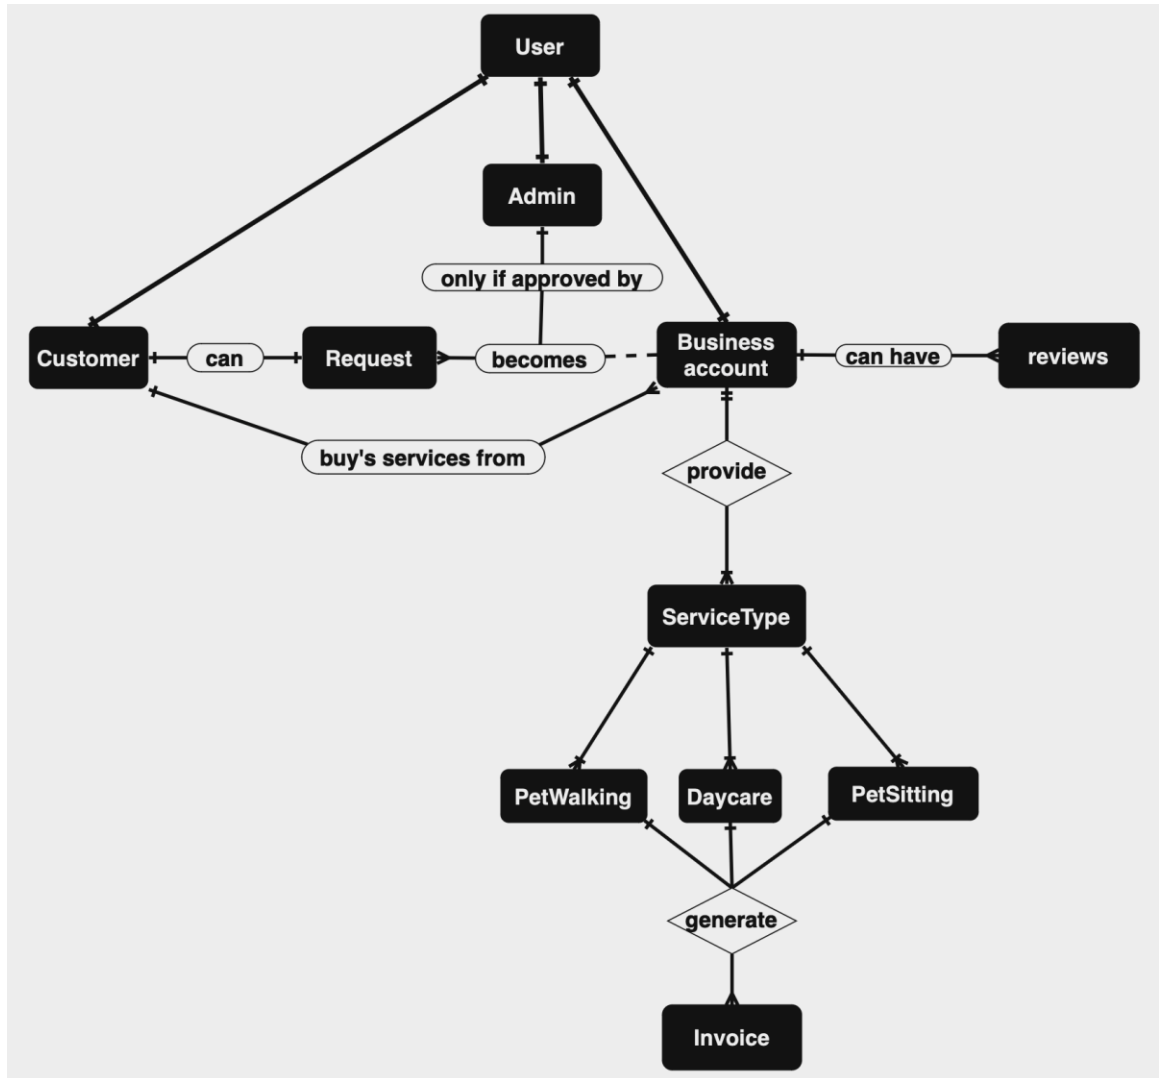 User
Admin
only if approved by
Customer
can
Request
becomes
Business
account
can have
reviews
buy's services from
provide
ServiceType
PetWalking
Daycare
PetSitting
generate
Invoice